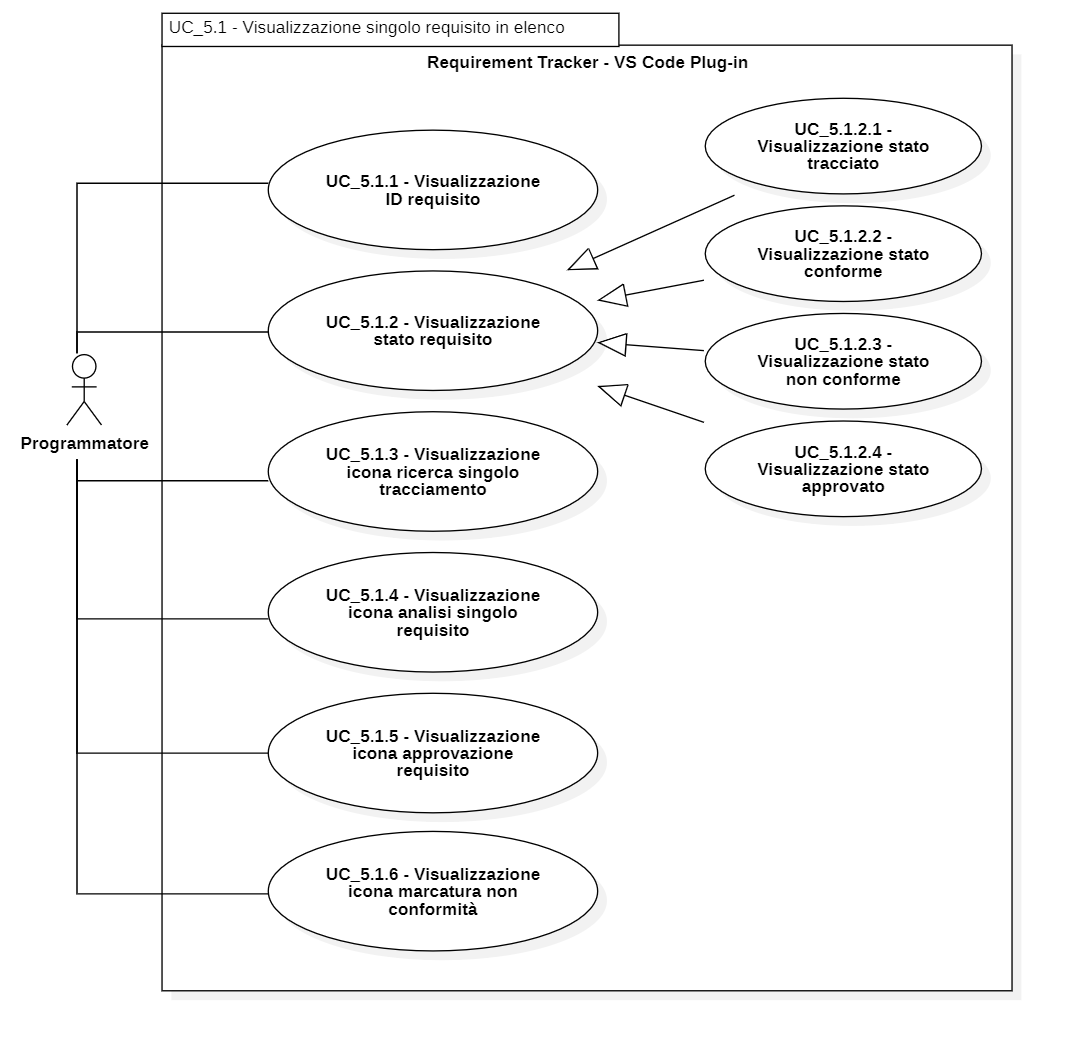 UC_5.1 - Visualizzazione singolo requisito in elenco
Requirement Tracker - VS Code Plug-in
UC_5.1.1 - Visualizzazione
ID requisito
UC_5.1.2 - Visualizzazione
stato requisito
UC_5.1.3 - Visualizzazione
icona ricerca singolo
tracciamento
UC_5.1.4 - Visualizzazione
icona analisi singolo
requisito
UC_5.1.5 - Visualizzazione
icona approvazione
requisito
UC_5.1.6 - Visualizzazione
icona marcatura non
conformità
UC_5.1.2.1 -
Visualizzazione stato
tracciato
UC_5.1.2.2 -
Visualizzazione stato
conforme
UC_5.1.2.3 -
Visualizzazione stato
non conforme
UC_5.1.2.4 -
Visualizzazione stato
approvato
Programmatore